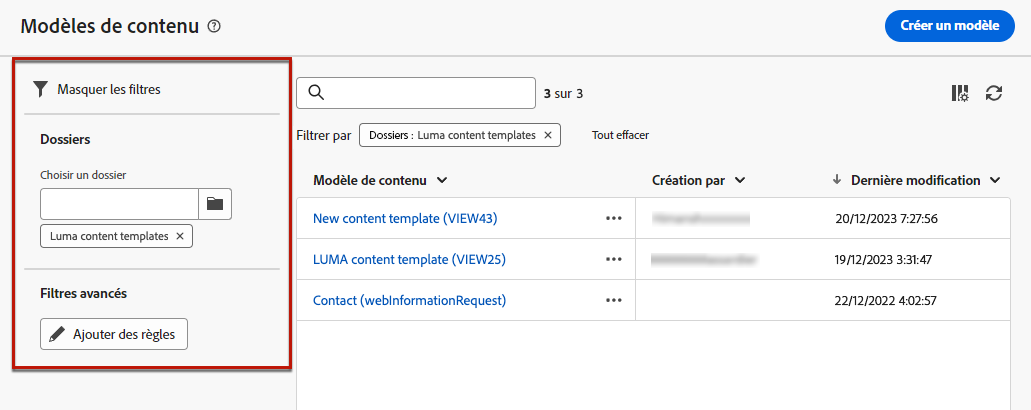 Modèles de contenu
Créer un modèle
Masquer les filtres
Dossiers
Choisir un dossier
Luma content templates
Filtres avancés
Ajouter des règles
3 sur 3
Filtrer par Dossiers : Luma content templates Tout effacer
Modèle de contenu Création par Dernière modification
New content template (VIEW43) 20/12/2023 7:27:56
LUMA content template (VIEW25) 19/12/2023 3:31:47
Contact (webInformationRequest) 22/12/2022 4:02:57